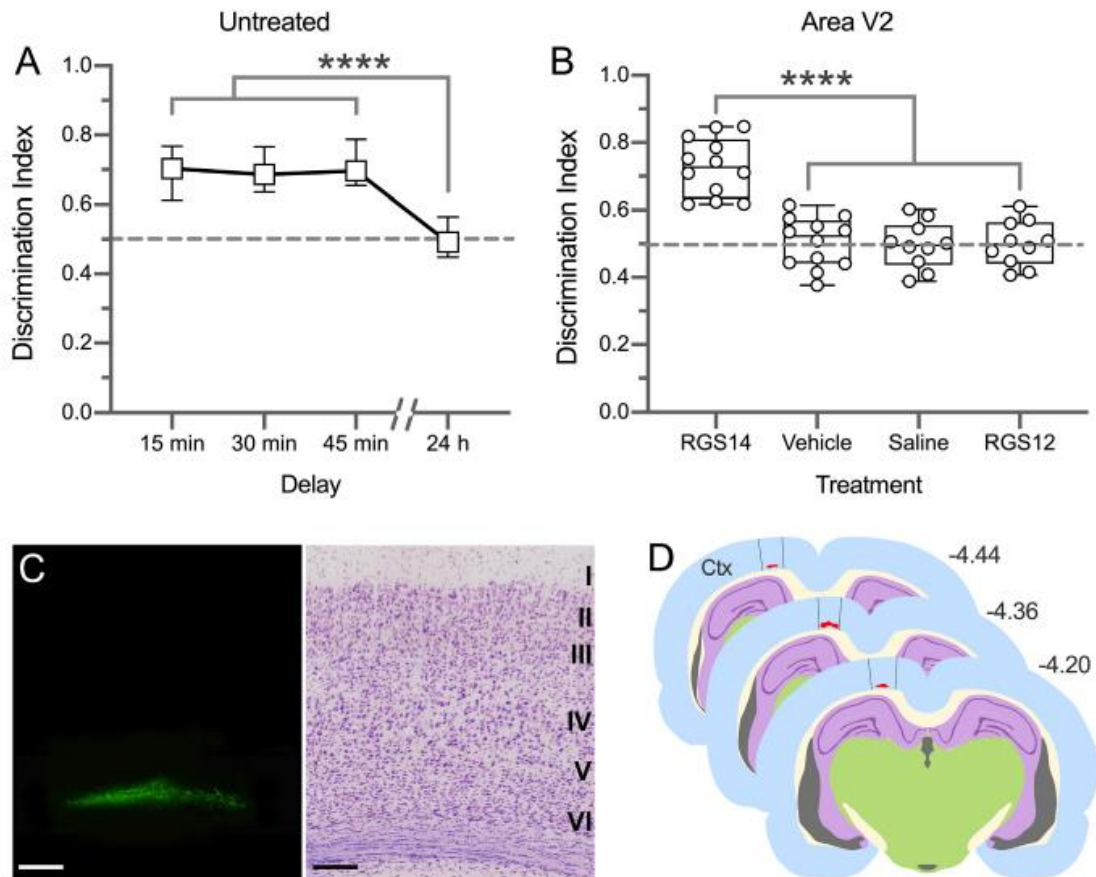 Untreated
A
****
1.0
0.8
0.6
0.4
0.2
0.0
Discrimination Index
15 min 30 min 45 min 24 h
Delay
Area V2
B
****
1.0
0.8
0.6
0.4
0.2
0.0
Discrimination Index
RGS14 Vehicle Saline RGS12
Treatment
C
I
II
III
IV
V
VI
D
Ctx
-4.44
-4.36
-4.20